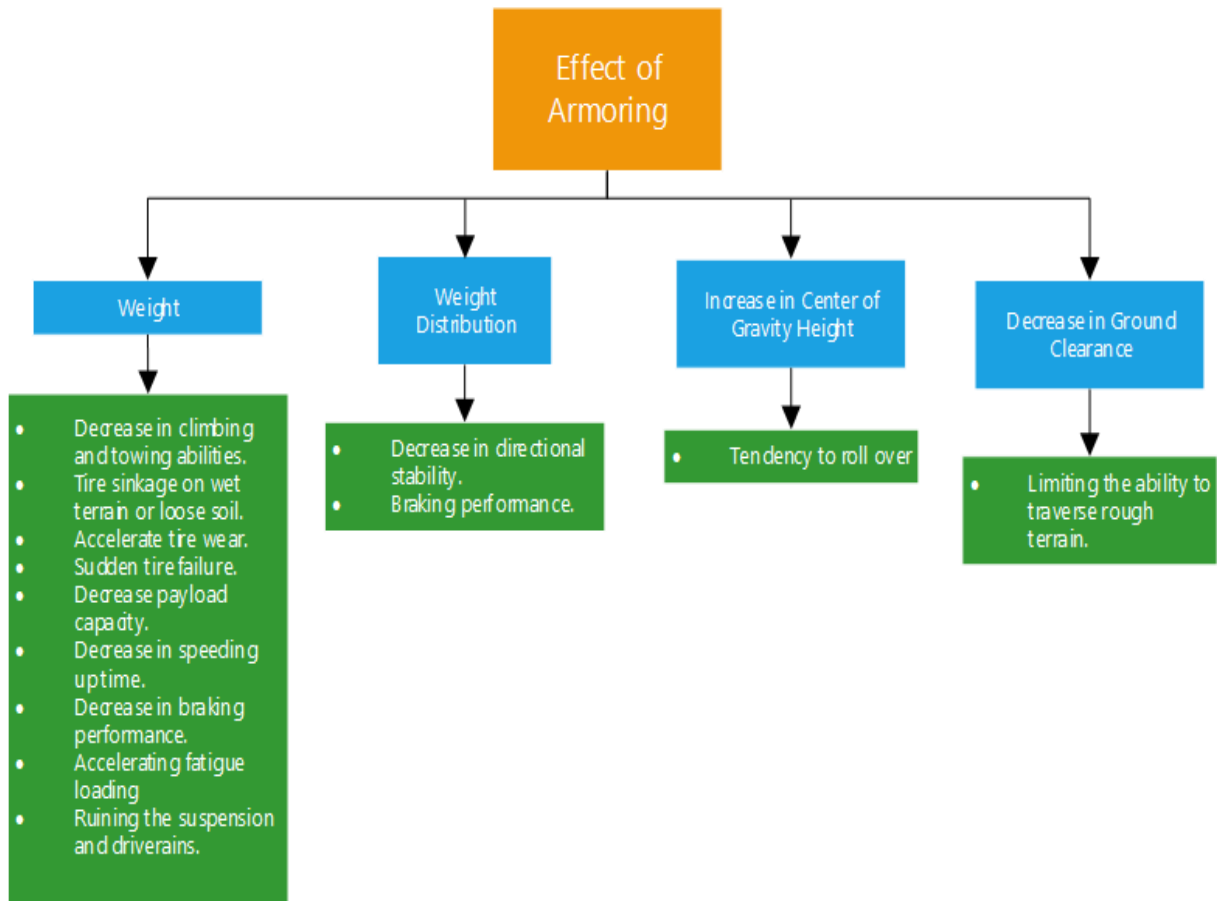 Effect of
Armoring
Weight
• Decrease in climbing
and towing abilities.
• Tire sinkage on wet
terrain or loose soil.
• Accelerate tire wear.
• Sudden tire failure.
• Decrease payload
capacity.
• Decrease in speeding
uptime.
• Decrease in braking
performance.
• Accelerating fatigue
loading
• Ruining the suspension
and driverains.
Weight
Distribution
• Decrease in directional
stability.
• Braking performance.
Increase in Center of
Gravity Height
• Tendency to roll over
Decrease in Ground
Clearance
• Limiting the ability to
traverse rough
terrain.